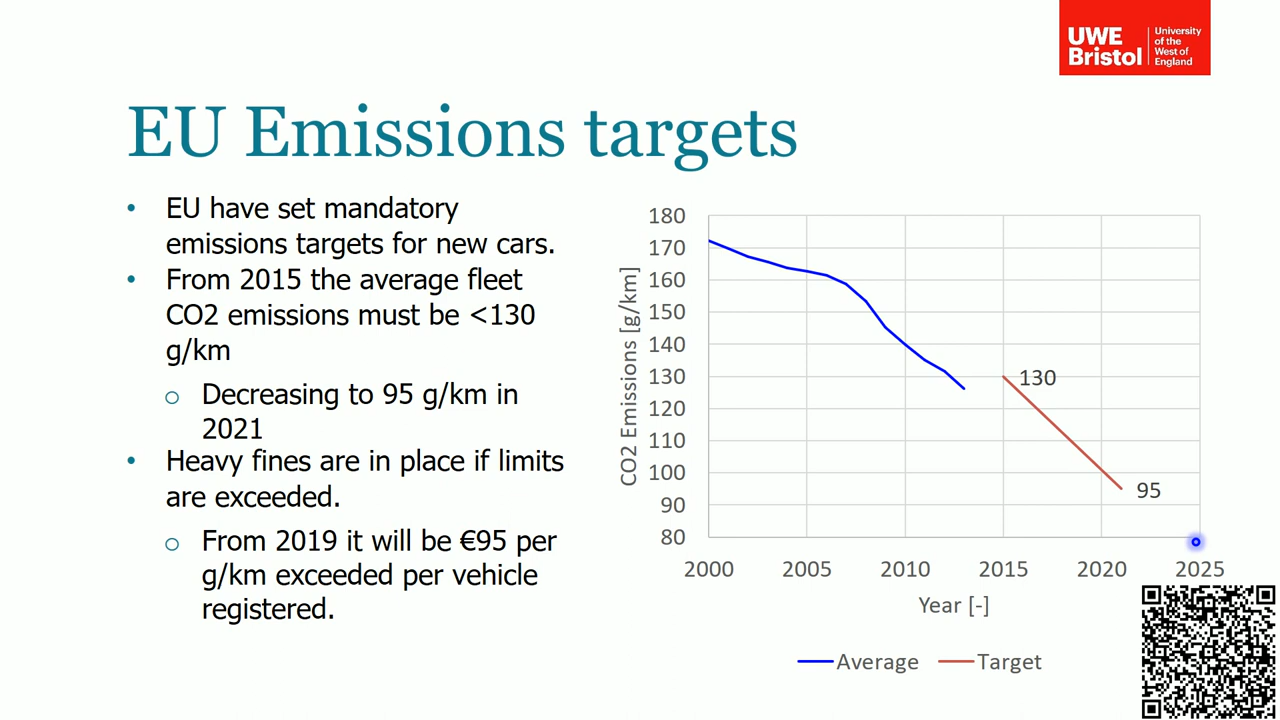 UWE
Bristol
University
of the
West of
England
EU Emissions targets
• EU have set mandatory
emissions targets for new cars.
• From 2015 the average fleet
CO2 emissions must be <130
g/km
o Decreasing to 95 g/km in
2021
• Heavy fines are in place if limits
are exceeded.
o From 2019 it will be €95 per
g/km exceeded per vehicle
registered.
CO2 Emissions [g/km]
180
170
160
150
140
130
120
110
100
90
80
130
95
2000 2005 2010 2015 2020 2025
Year [-]
Average Target